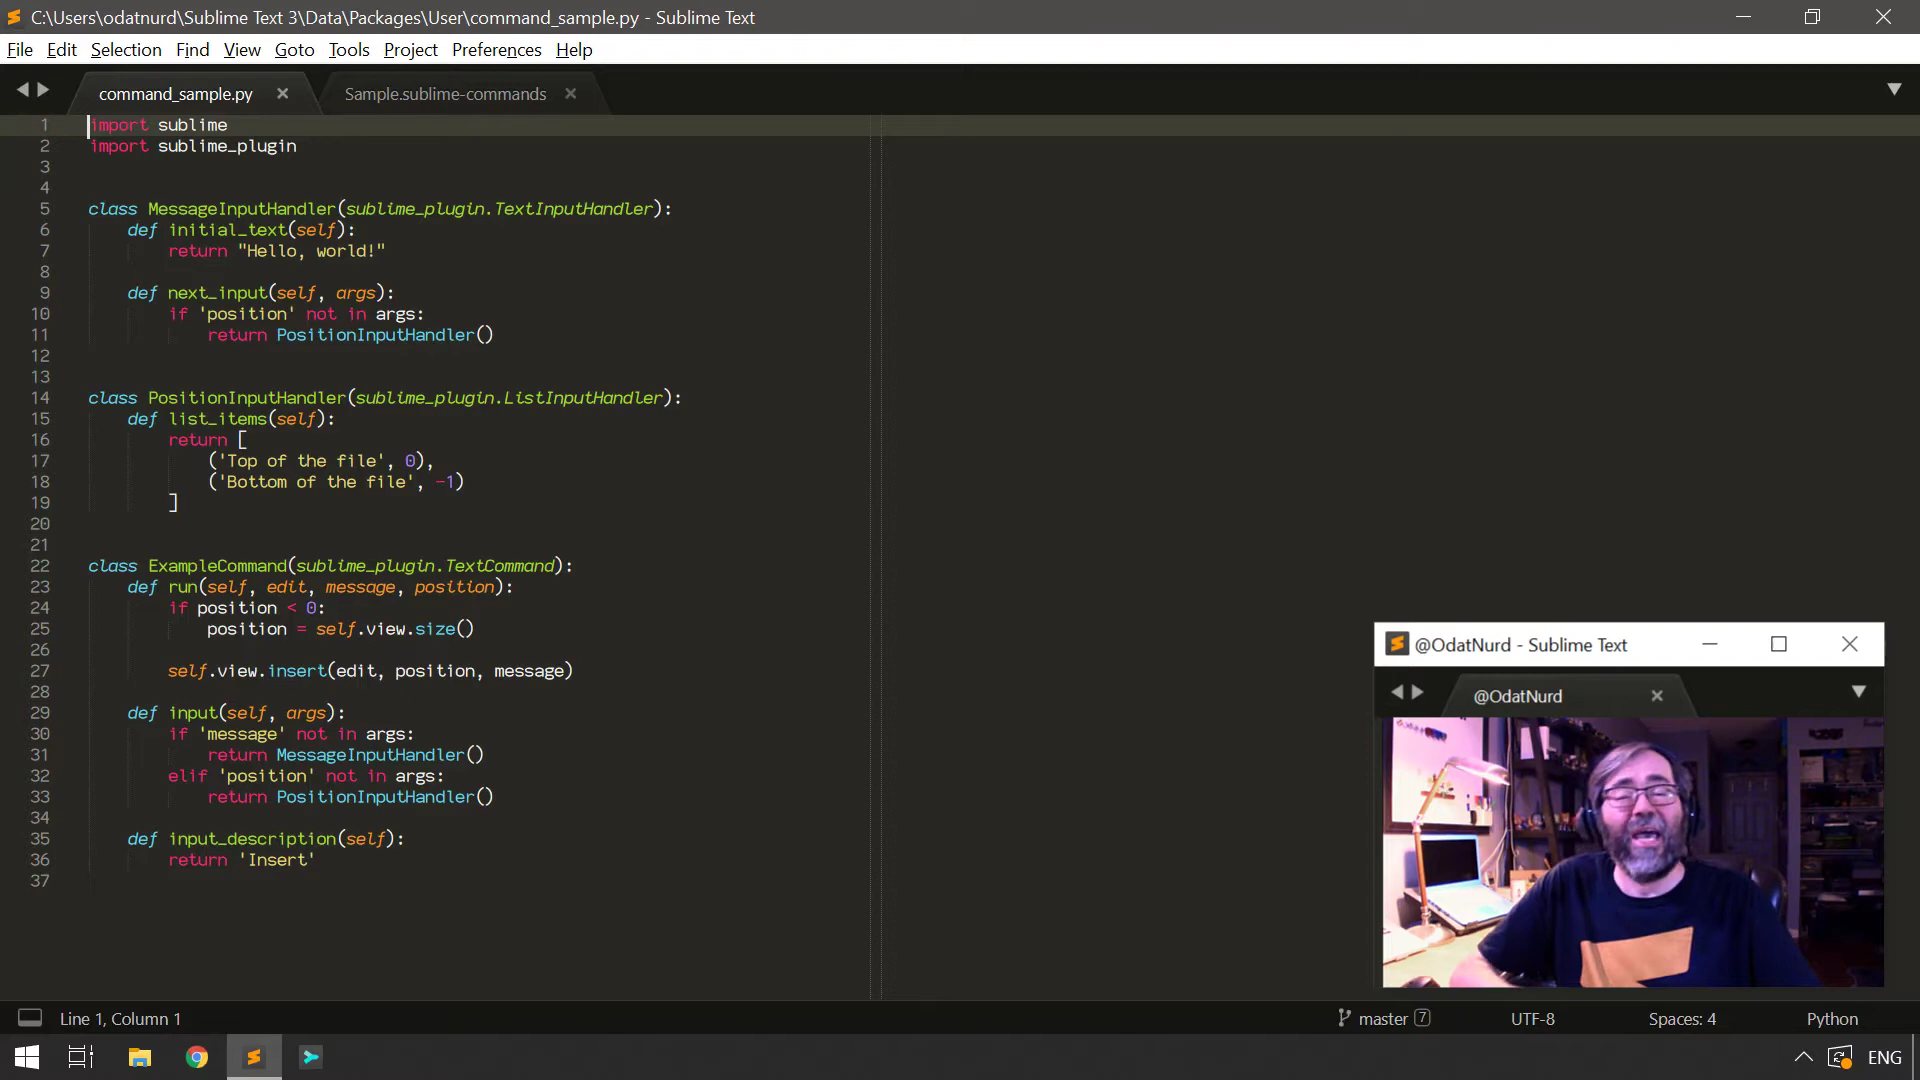 C:\Users\odatnurd\Sublime Text 3\Data\Packages\User\command_sample.py - Sublime Text
File Edit Selection Find View Goto Tools Project Preferences Help
command_sample.py Sample.sublime-commands
1 import sublime
2 import sublime_plugin
3
4
5 class MessageInputHandler(sublime_plugin.TextInputHandler):
6     def initial_text(self):
7         return "Hello, world!"
8
9     def next_input(self, args):
10         if 'position' not in args:
11             return PositionInputHandler()
12
13
14 class PositionInputHandler(sublime_plugin.ListInputHandler):
15     def list_items(self):
16         return [
17             ('Top of the file', 0),
18             ('Bottom of the file', -1)
19         ]
20
21
22 class ExampleCommand(sublime_plugin.TextCommand):
23     def run(self, edit, message, position):
24         if position < 0:
25             position = self.view.size()
26
27         self.view.insert(edit, position, message)
28
29     def input(self, args):
30         if 'message' not in args:
31             return MessageInputHandler()
32         elif 'position' not in args:
33             return PositionInputHandler()
34
35     def input_description(self):
36         return 'Insert'
37
@OdatNurd - Sublime Text
@OdatNurd
Line 1, Column 1 master 7 UTF-8 Spaces: 4 Python
ENG